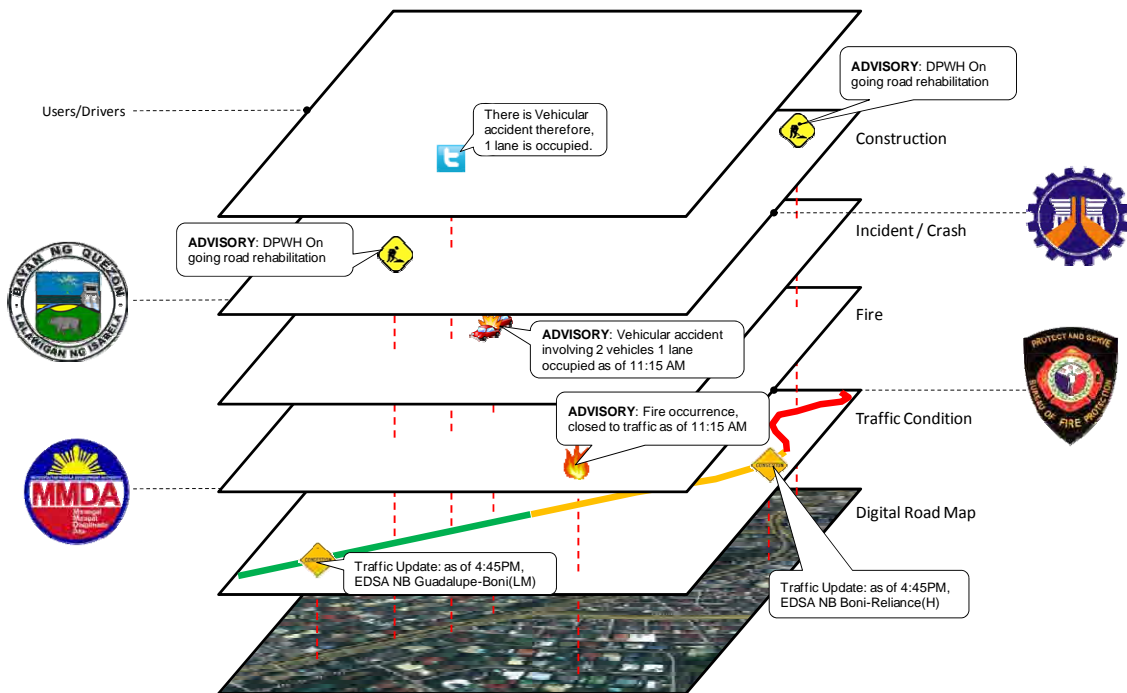 ADVISORY: DPWH On
going road rehabilitation
Users/Drivers
There is Vehicular
accident therefore,
1 lane is occupied.
Construction
ADVISORY: DPWH On
going road rehabilitation
Incident / Crash
BAYAN NG QUEZON
LALAWIGAN NG ISABELA
Fire
ADVISORY: Vehicular accident
involving 2 vehicles 1 lane
occupied as of 11:15 AM
PROTECT AND SERVE
BUREAU OF FIRE PROTECTION
ADVISORY: Fire occurrence,
closed to traffic as of 11:15 AM
Traffic Condition
CONGESTION
MMDA
Digital Road Map
CONGESTION
Traffic Update: as of 4:45PM,
EDSA NB Guadalupe-Boni(LM)
Traffic Update: as of 4:45PM,
EDSA NB Boni-Reliance(H)